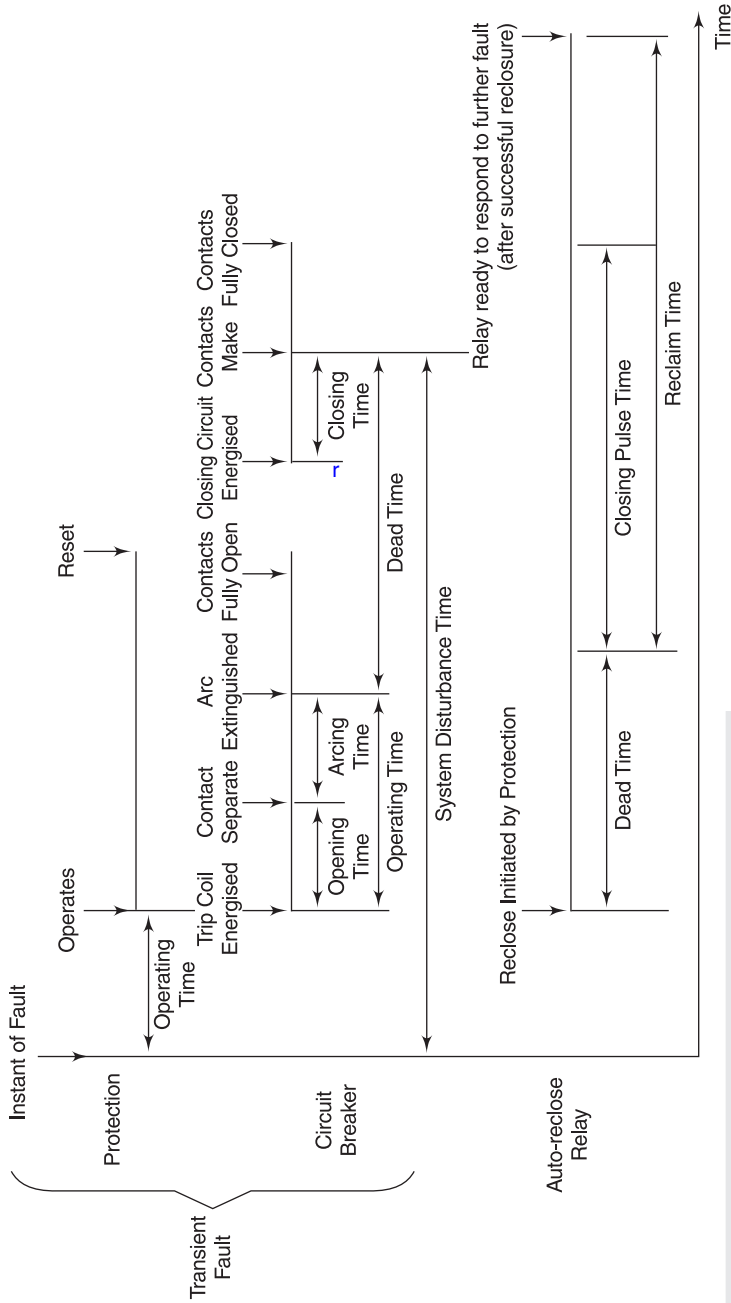 Instant of Fault
Operates
Reset
Protection
Operating
Time
Transient
Fault
Trip Coil
Energised
Contact
Separate
Arc
Extinguished
Contacts
Fully Open
Closing Circuit
Energised
Contacts
Make
Contacts
Fully Closed
Circuit
Breaker
Opening
Time
Arcing
Time
Closing
Time
r
Operating Time
Dead Time
System Disturbance Time
Relay ready to respond to further fault
(after successful reclosure)
Reclose Initiated by Protection
Auto-reclose
Relay
Dead Time
Closing Pulse Time
Reclaim Time
Time